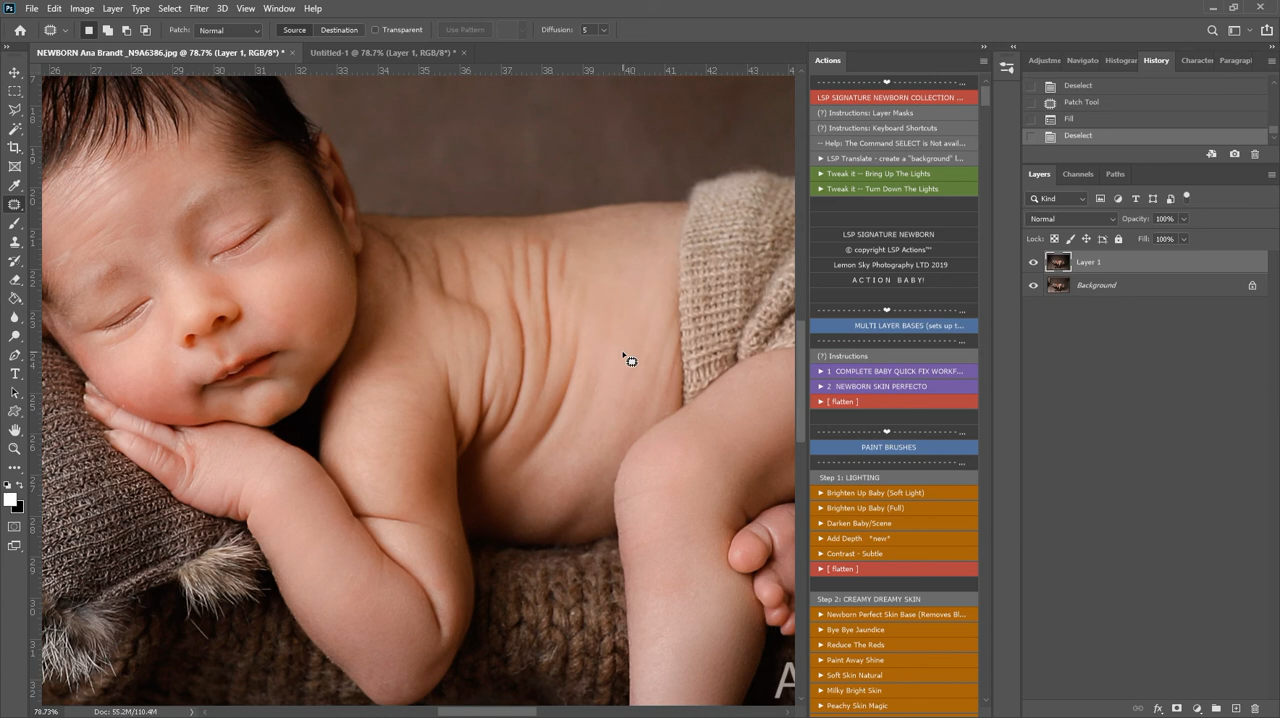 File Edit Image Layer Type Select Filter 3D View Window Help
Patch: Normal Source Destination Transparent Use Pattern Diffusion: 5
NEWBORN Ana Brandt _N9A6386.jpg @ 78.7% (Layer 1, RGB/8*) * × Untitled-1 @ 78.7% (Layer 1, RGB/8*) * ×
26 27 28 29 30 31 32 33 34 35 36 37 38 39 40 41 42 43
Actions
LSP SIGNATURE NEWBORN COLLECTION ...
(?) Instructions: Layer Masks
(?) Instructions: Keyboard Shortcuts
-- Help: The Command SELECT is Not avail...
LSP Translate - create a "background" l...
Tweak it -- Bring Up The Lights
Tweak it -- Turn Down The Lights
LSP SIGNATURE NEWBORN
© copyright LSP Actions™
Lemon Sky Photography LTD 2019
A C T I O N  B A B Y!
MULTI LAYER BASES (sets up t...
(?) Instructions
1 COMPLETE BABY QUICK FIX WORKF...
2 NEWBORN SKIN PERFECTO
[ flatten ]
PAINT BRUSHES
Step 1: LIGHTING
Brighten Up Baby (Soft Light)
Brighten Up Baby (Full)
Darken Baby/Scene
Add Depth *new*
Contrast - Subtle
[ flatten ]
Step 2: CREAMY DREAMY SKIN
Newborn Perfect Skin Base (Removes Bl...
Bye Bye Jaundice
Reduce The Reds
Paint Away Shine
Soft Skin Natural
Milky Bright Skin
Peachy Skin Magic
Adjustme Navigato Histogran History Character Paragrapl
Deselect
Patch Tool
Fill
Deselect
Layers Channels Paths
Kind
Normal Opacity: 100%
Lock: Fill: 100%
Layer 1
Background
A
78.73% Doc: 55.2M/110.4M